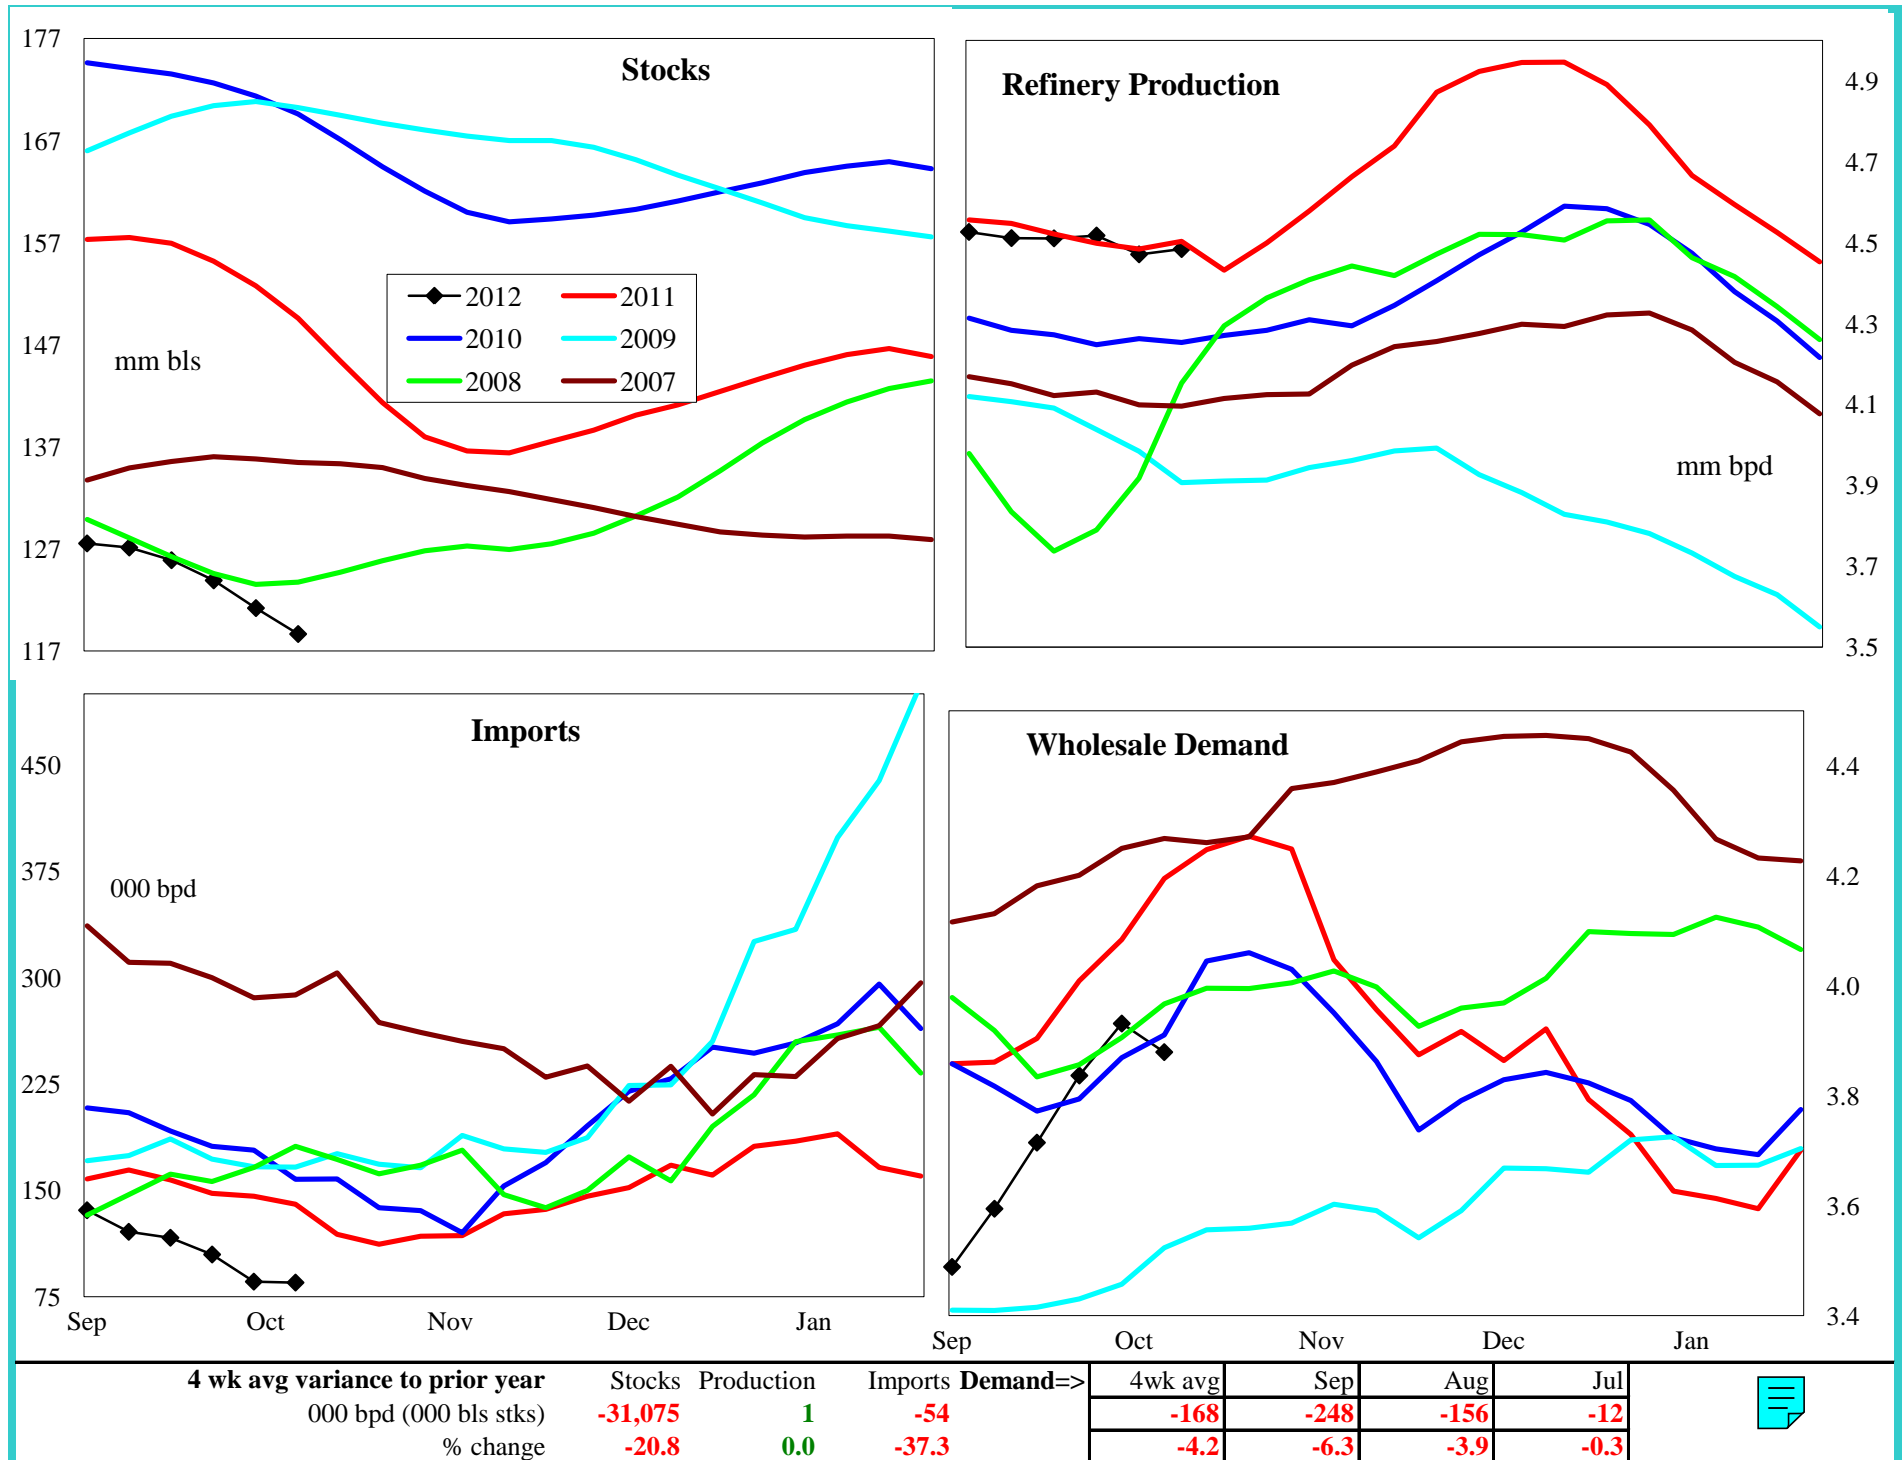 Stocks
177
167
157
147
137
127
117
mm bls
2012 2011
2010 2009
2008 2007
Refinery Production
4.9
4.7
4.5
4.3
4.1
3.9
3.7
3.5
mm bpd
Imports
450
375
300
225
150
75
000 bpd
Sep Oct Nov Dec Jan
Wholesale Demand
4.4
4.2
4.0
3.8
3.6
3.4
Sep Oct Nov Dec Jan
4 wk avg variance to prior year Stocks Production Imports Demand=> 4wk avg Sep Aug Jul
000 bpd (000 bls stks) -31,075 1 -54 -168 -248 -156 -12
% change -20.8 0.0 -37.3 -4.2 -6.3 -3.9 -0.3